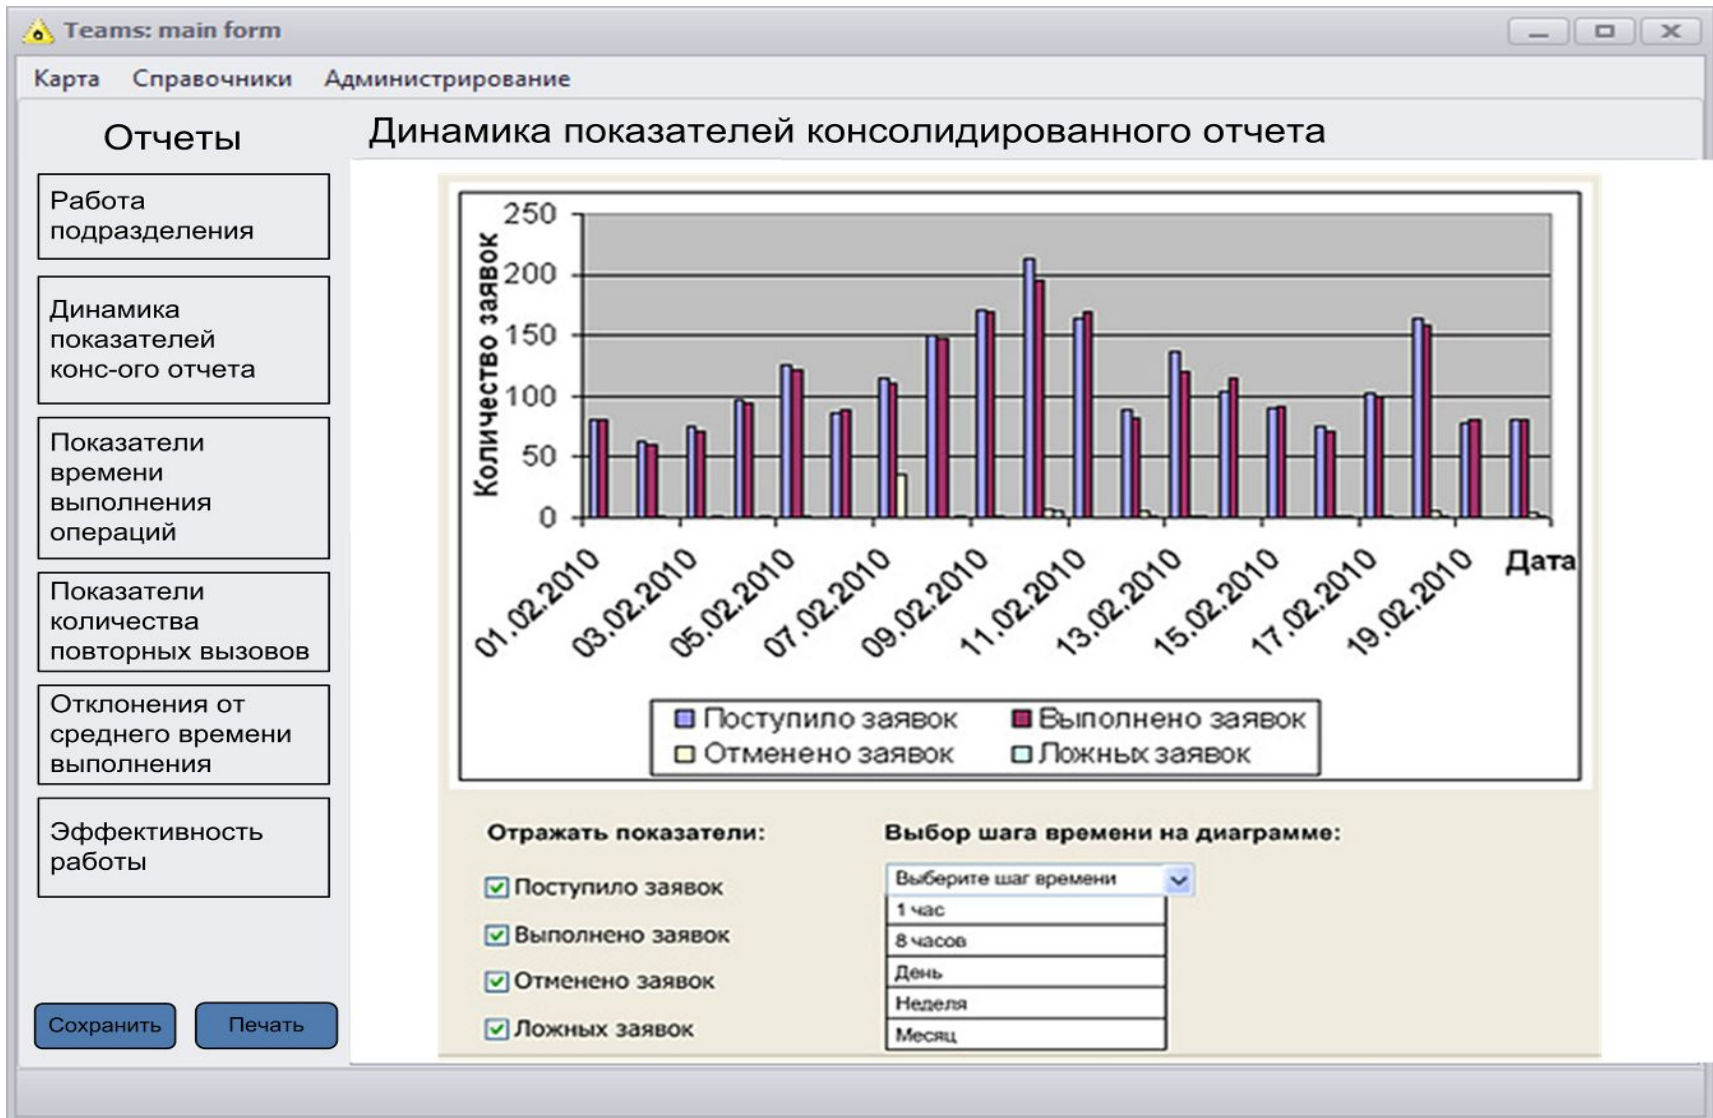 Teams: main form
Карта Справочники Администрирование
Отчеты
Динамика показателей консолидированного отчета
Работа
подразделения
Динамика
показателей
конс-ого отчета
Показатели
времени
выполнения
операций
Показатели
количества
повторных вызовов
Отклонения от
среднего времени
выполнения
Эффективность
работы
Сохранить
Печать
Количество заявок
250
200
150
100
50
0
01.02.2010
03.02.2010
05.02.2010
07.02.2010
09.02.2010
11.02.2010
13.02.2010
15.02.2010
17.02.2010
19.02.2010
Дата
Поступило заявок
Выполнено заявок
Отменено заявок
Ложных заявок
Отражать показатели:
Поступило заявок
Выполнено заявок
Отменено заявок
Ложных заявок
Выбор шага времени на диаграмме:
Выберите шаг времени
1 час
8 часов
День
Неделя
Месяц